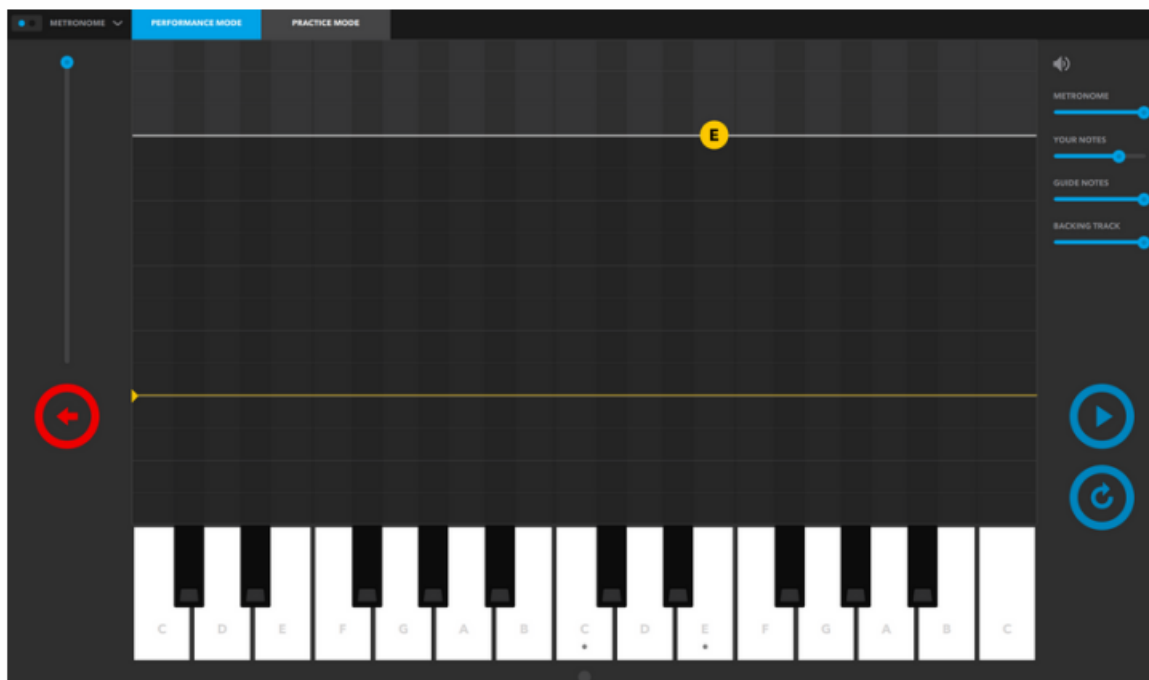 METRONOME PERFORMANCE MODE PRACTICE MODE
METRONOME
E
YOUR NOTES
GUIDE NOTES
BACKING TRACK
C D E F G A B C D E F G A B C